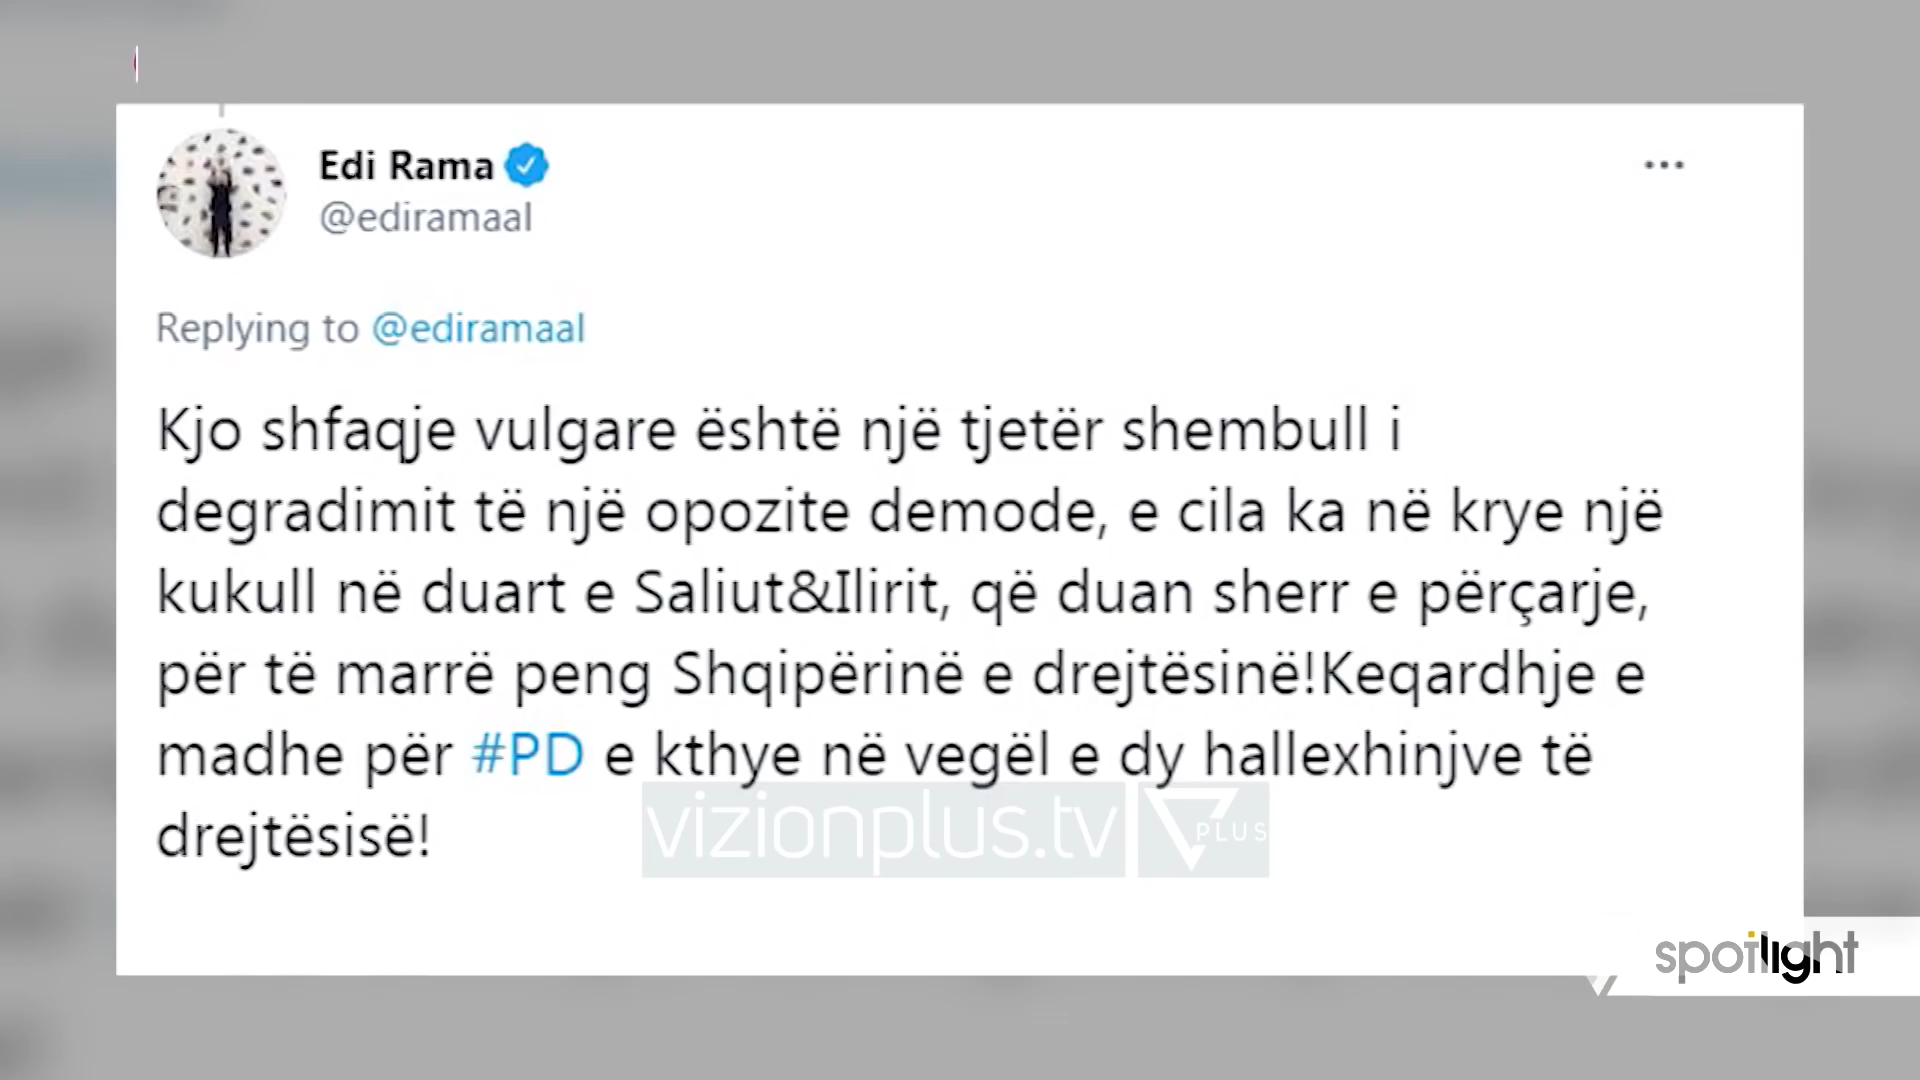 Edi Rama
@ediramaal
Replying to @ediramaal
Kjo shfaqje vulgare është një tjetër shembull i
degradimit të një opozite demode, e cila ka në krye një
kukull në duart e Saliut&Ilirit, që duan sherr e përçarje,
për të marrë peng Shqipërinë e drejtësinë!Keqardhje e
madhe për #PD e kthye në vegël e dy hallexhinjve të
drejtësisë!
vizionplus.tv
PLUS
spotlight